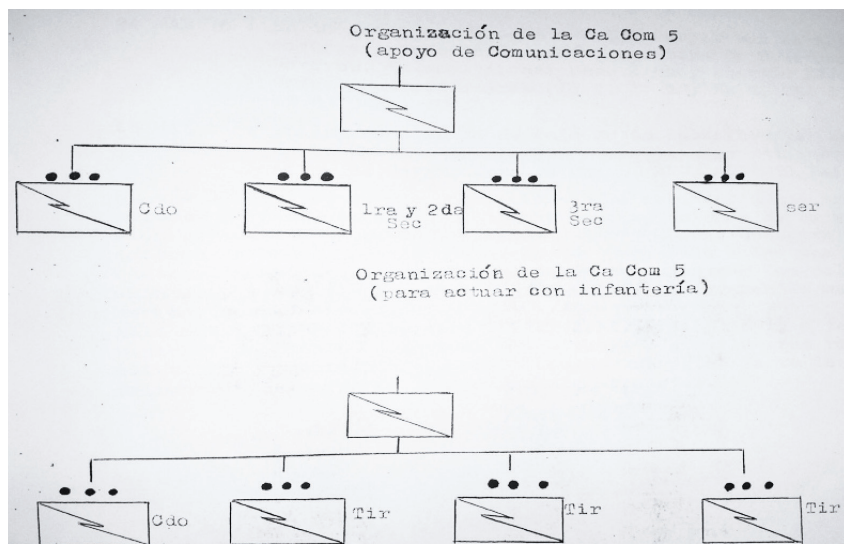 Organización de la Ca Com 5
(apoyo de Comunicaciones)
Cdo
1ra y 2da
Sec
3ra
Sec
ser
Organización de la Ca Com 5
(para actuar con infantería)
Cdo
Tir
Tir
Tir